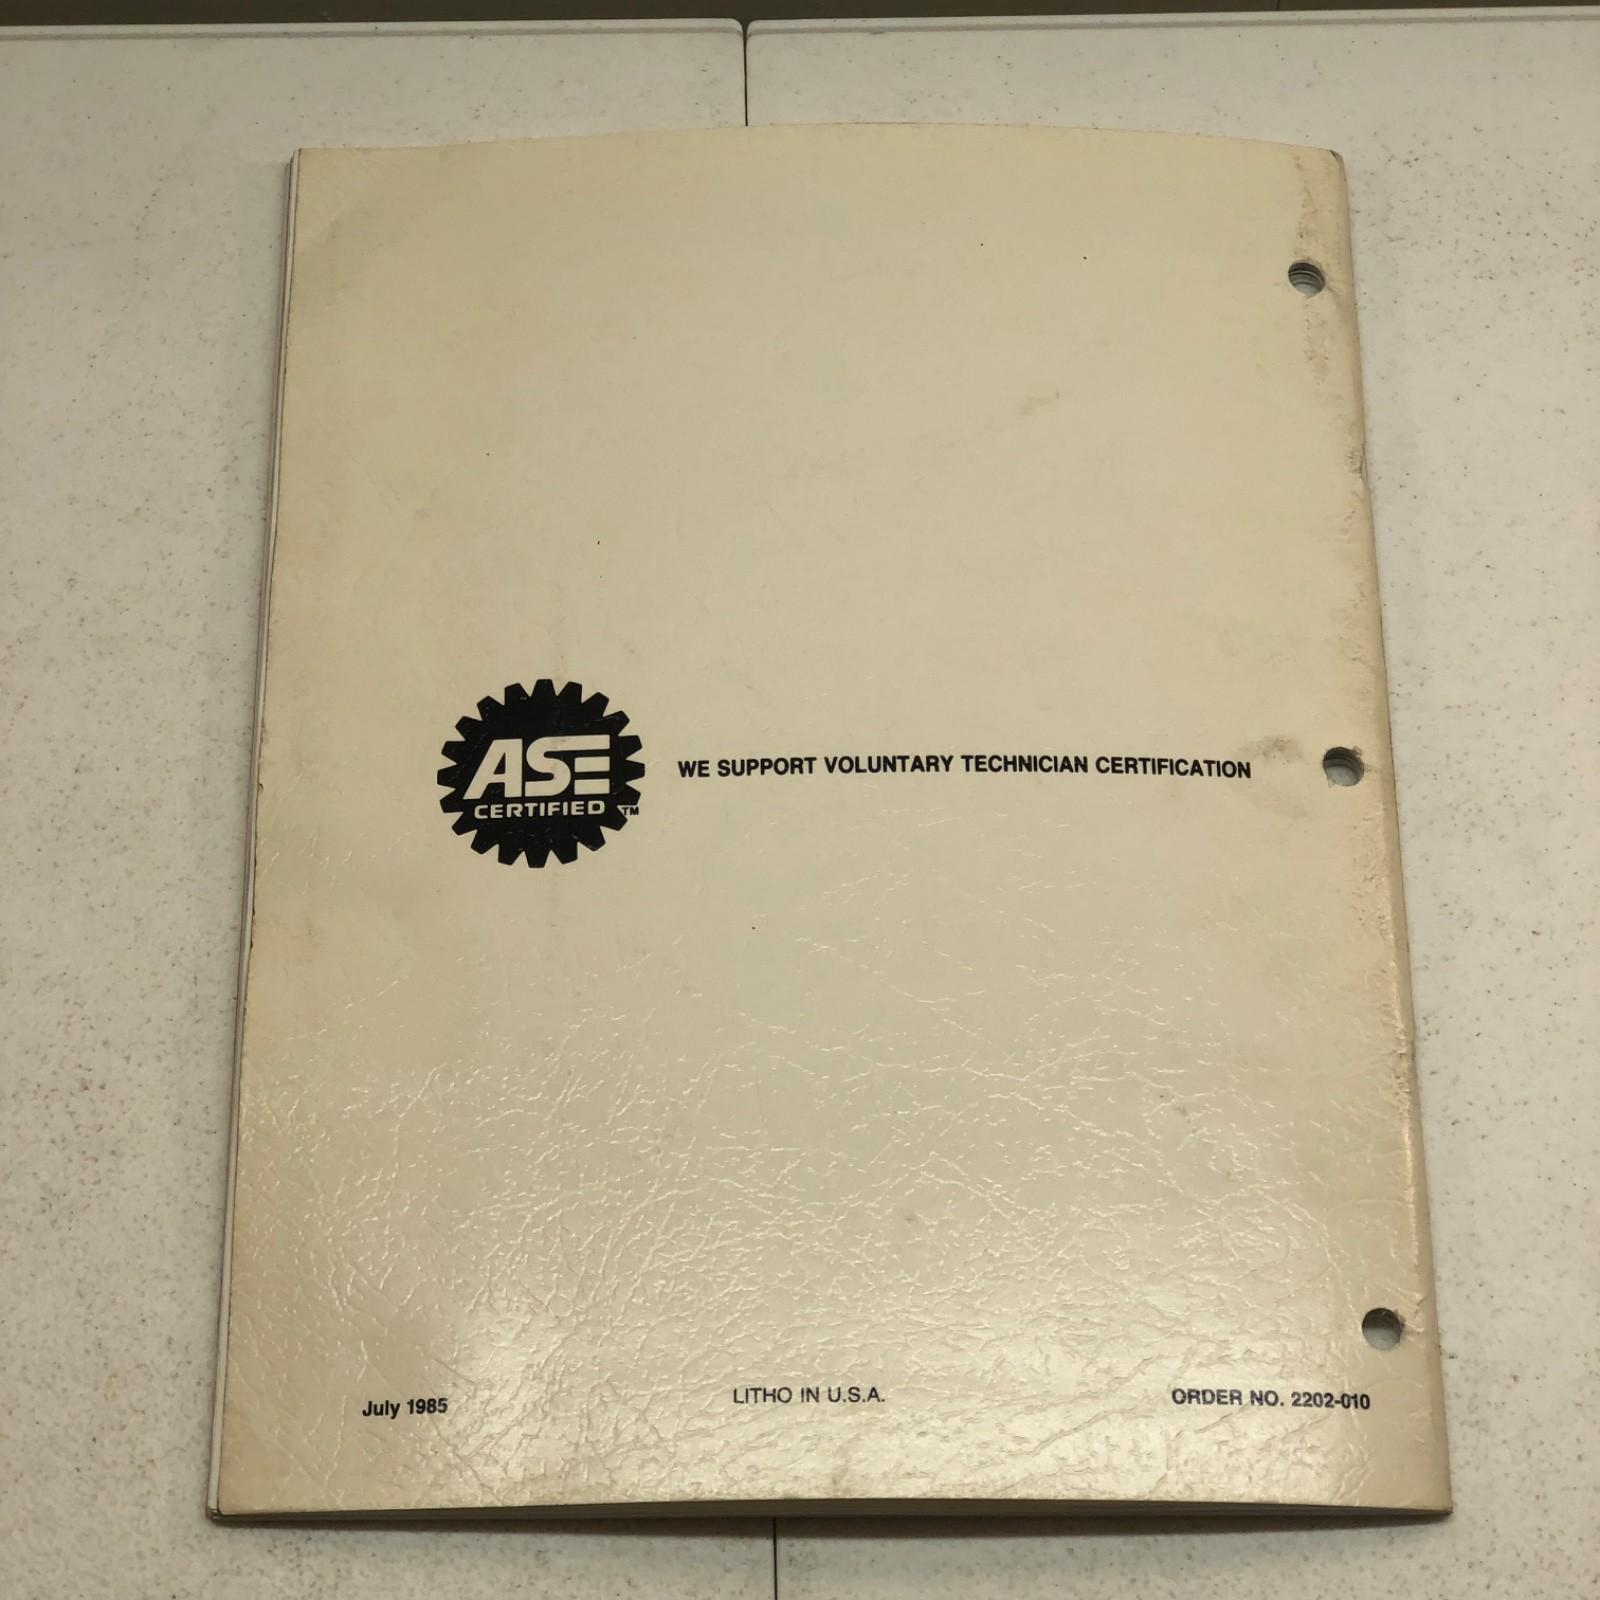 ASE
CERTIFIED ™
WE SUPPORT VOLUNTARY TECHNICIAN CERTIFICATION
July 1985
LITHO IN U.S.A.
ORDER NO. 2202-010